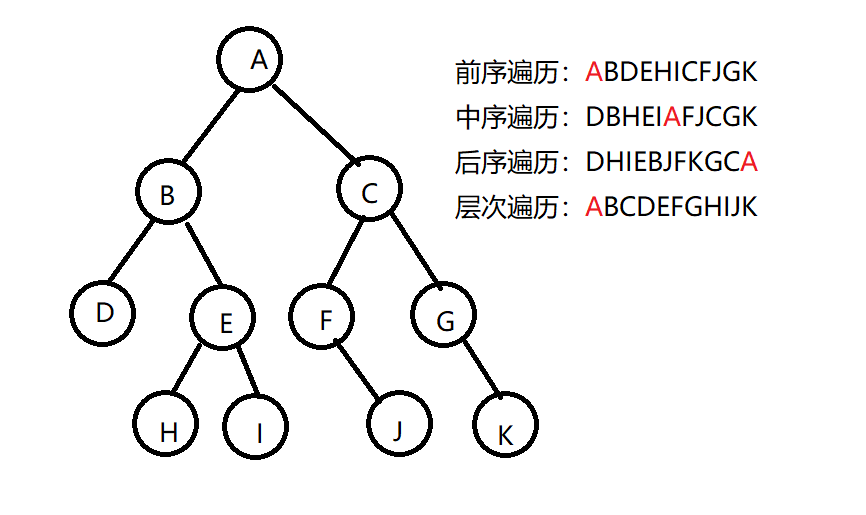 A
前序遍历：ABDEHICFJGK
中序遍历：DBHEIAFJCGK
后序遍历：DHIEBJFKGCA
层次遍历：ABCDEFGHIJK
B
C
D
E
F
G
H
I
J
K